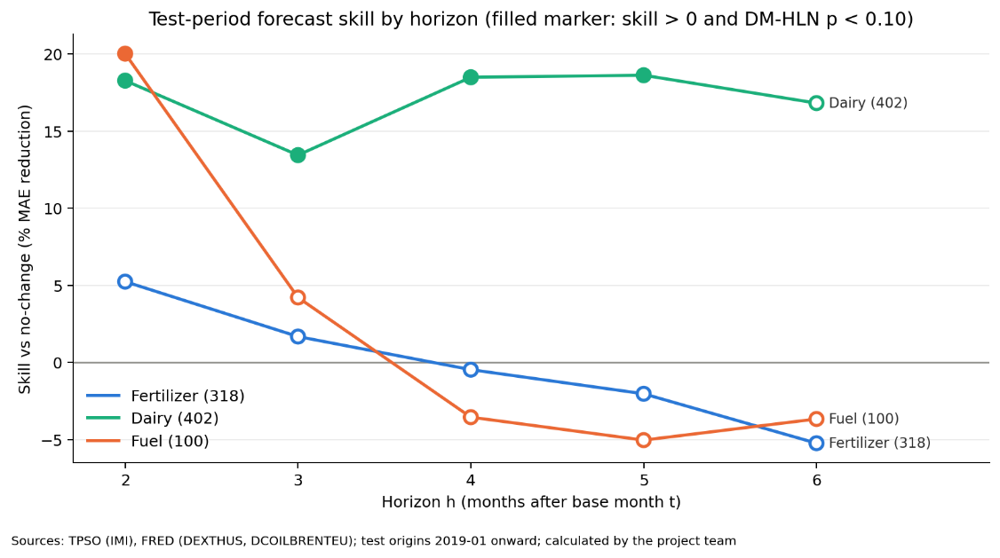 Test-period forecast skill by horizon (filled marker: skill > 0 and DM-HLN p < 0.10)
Skill vs no-change (% MAE reduction)
20
15
10
5
0
−5
Dairy (402)
Fuel (100)
Fertilizer (318)
Fertilizer (318)
Dairy (402)
Fuel (100)
2 3 4 5 6
Horizon h (months after base month t)
Sources: TPSO (IMI), FRED (DEXTHUS, DCOILBRENTEU); test origins 2019-01 onward; calculated by the project team